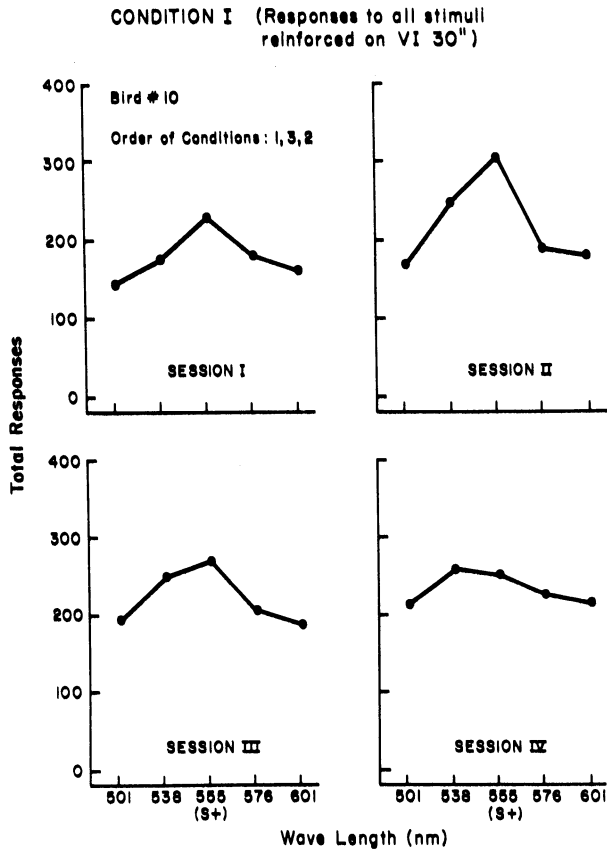 CONDITION I (Responses to all stimuli
reinforced on VI 30")
Bird # 10
Order of Conditions: 1, 3, 2
400
300
200
100
0
SESSION I
SESSION II
Total Responses
400
300
200
100
0
SESSION III
SESSION IV
501 538 555 576 601
(S+)
501 538 555 576 601
(S+)
Wave Length (nm)